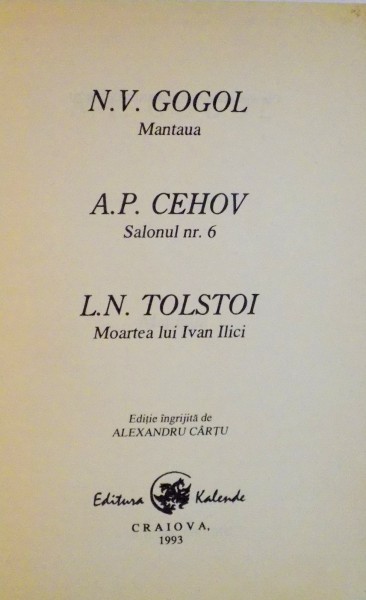 N.V. GOGOL
Mantaua
A.P. CEHOV
Salonul nr. 6
L.N. TOLSTOI
Moartea lui Ivan Ilici
Ediție îngrijită de
ALEXANDRU CÂRȚU
Editura Kalende
CRAIOVA,
1993